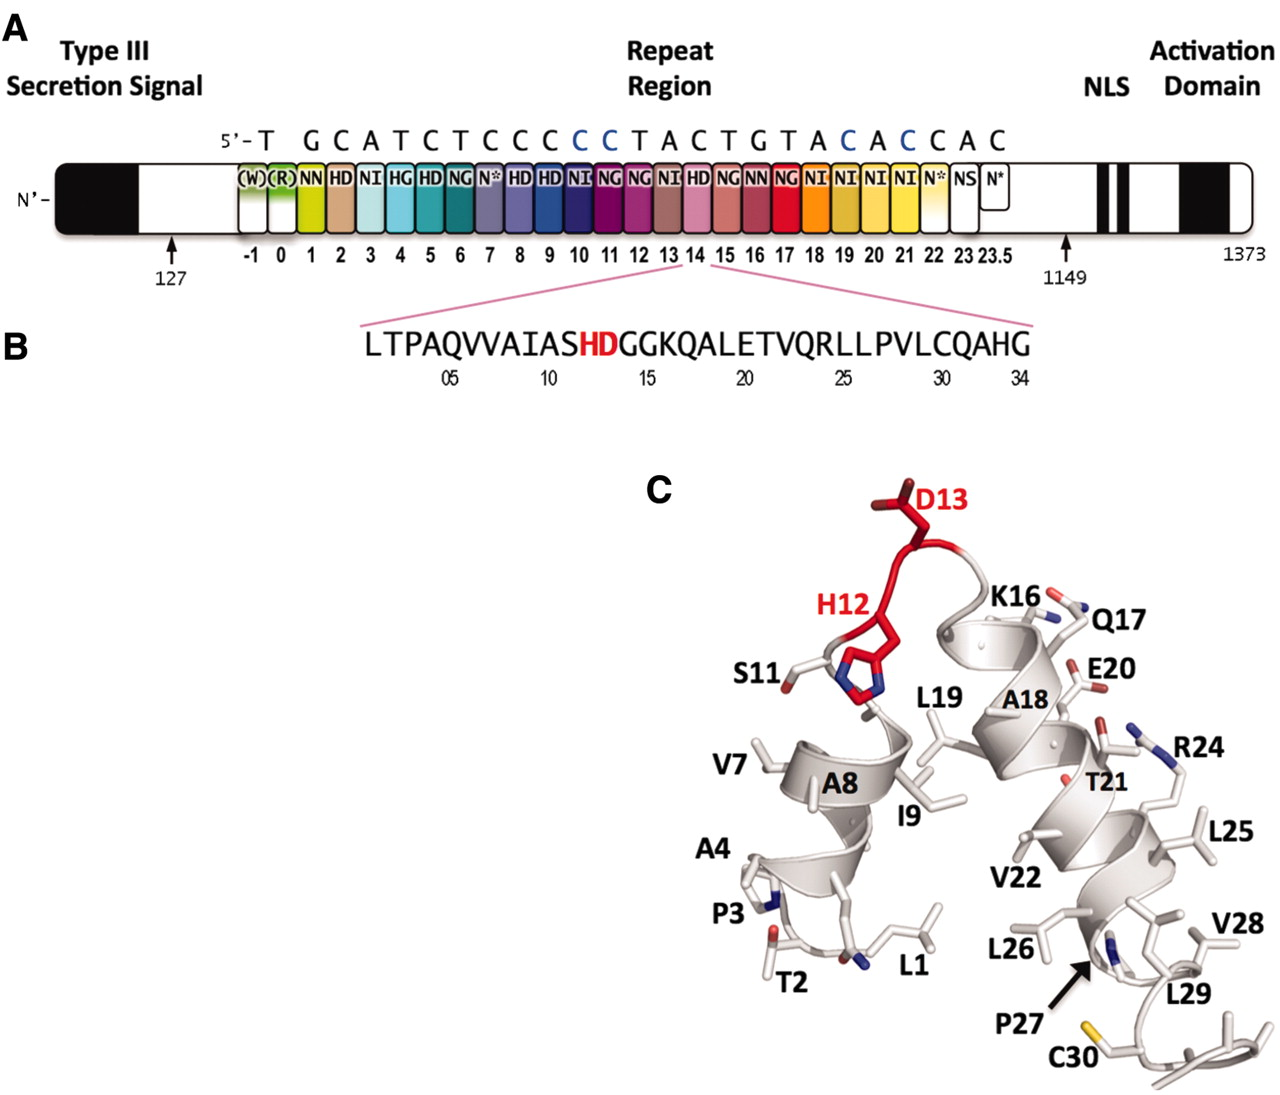 A
Type III
Secretion Signal
Repeat
Region
NLS
Activation
Domain
5’- T G C A T C T C C C C C T A C T G T A C A C C A C
N’-
(W) (R) NN HD NI HG HD NG N* HD HD NI NG NG NI HD NG NN NG NI NI NI NI N* NS N*
-1 0 1 2 3 4 5 6 7 8 9 10 11 12 13 14 15 16 17 18 19 20 21 22 23 23.5
127
1149
1373
B
LTPAQVVAIASHDGGKQALETVQRLLPVLCQAHG
05 10 15 20 25 30 34
C
D13
H12
K16
Q17
S11
E20
L19
A18
V7
A8
T21
R24
I9
A4
L25
V22
P3
L26
V28
T2
L1
L29
P27
C30